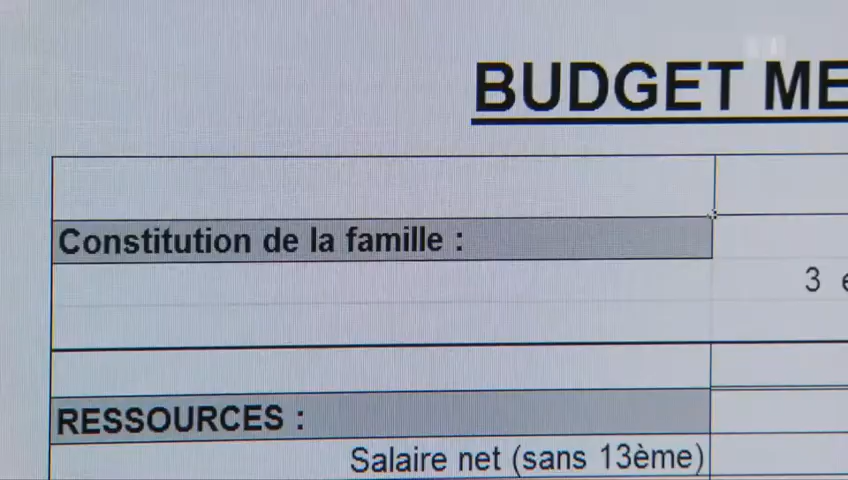 BUDGET ME
Constitution de la famille :
3 e
RESSOURCES :
Salaire net (sans 13ème)